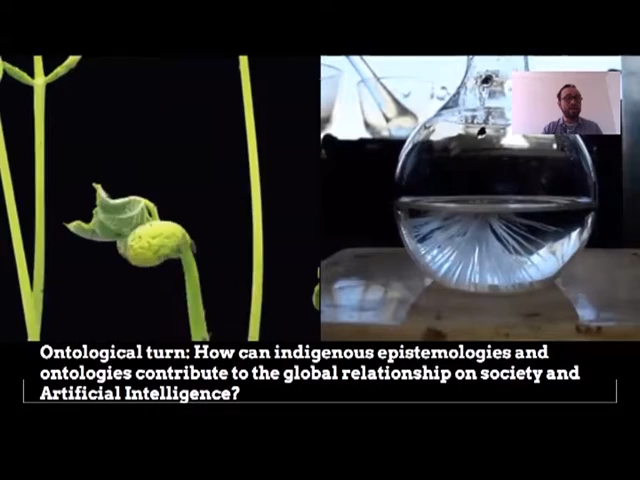 Ontological turn: How can indigenous epistemologies and
ontologies contribute to the global relationship on society and
Artificial Intelligence?